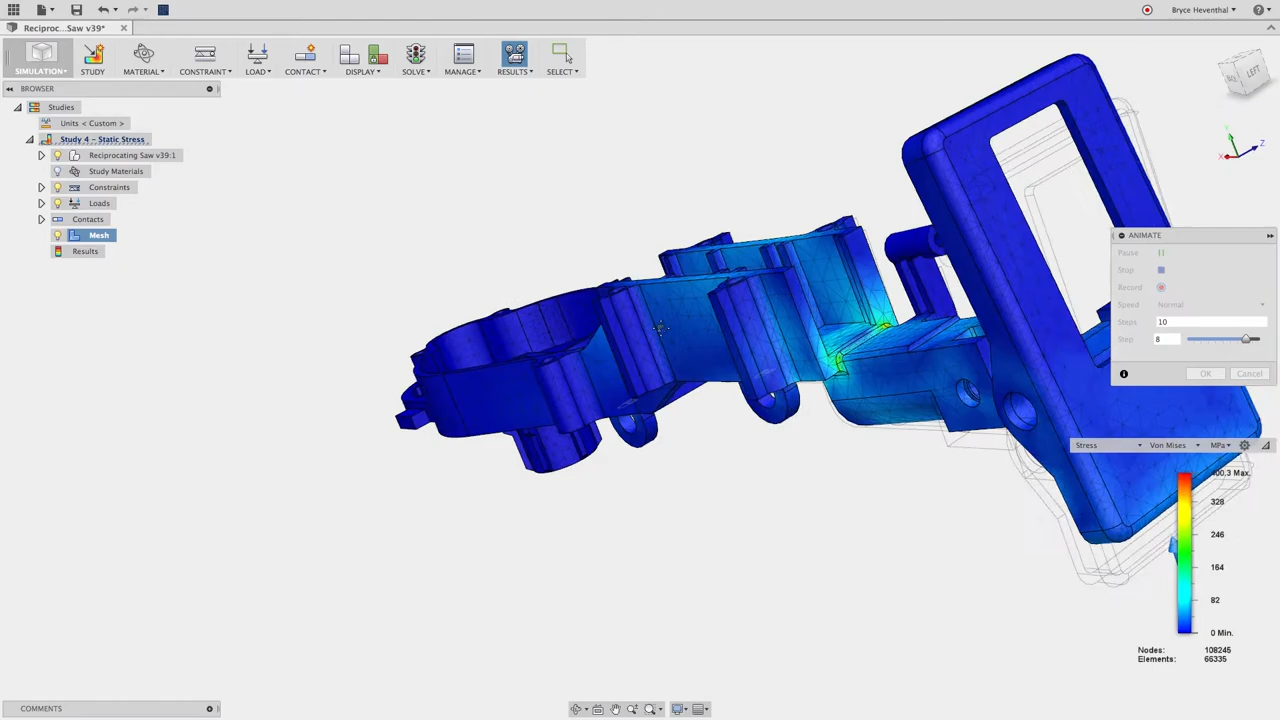 Bryce Heventhal
Reciproc...Saw v39*
SIMULATION
STUDY
MATERIAL
CONSTRAINT
LOAD
CONTACT
DISPLAY
SOLVE
MANAGE
RESULTS
SELECT
BROWSER
Studies
Units < Custom >
Study 4 - Static Stress
Reciprocating Saw v39:1
Study Materials
Constraints
Loads
Contacts
Mesh
Results
LEFT
Y
X
Z
ANIMATE
Pause
Stop
Record
Speed Normal
Steps 10
Step 8
OK Cancel
Stress Von Mises MPa
328
246
164
82
0 Min.
Nodes: 108245
Elements: 66335
COMMENTS